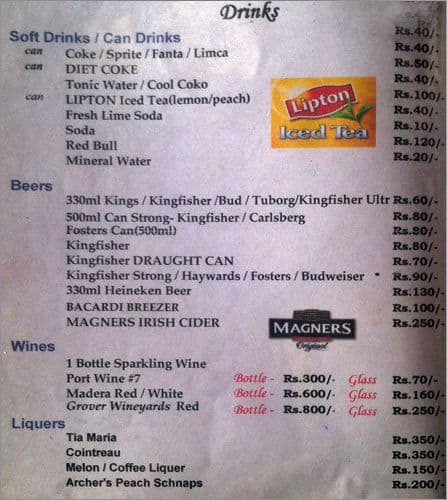 Drinks
Soft Drinks / Can Drinks Rs.40/-
can Coke / Sprite / Fanta / Limca Rs.40/-
can DIET COKE Rs.50/-
Tonic Water / Cool Coko Rs.40/-
can LIPTON Iced Tea(lemon/peach) Rs.100/-
Fresh Lime Soda Rs.40/-
Soda Rs.10/-
Red Bull Rs.120/-
Mineral Water Rs.20/-
Lipton
Iced Tea
Beers
330ml Kings / Kingfisher /Bud / Tuborg/Kingfisher Ultr Rs.60/-
500ml Can Strong- Kingfisher / Carlsberg Rs.80/-
Fosters Can(500ml) Rs.80/-
Kingfisher Rs.80/-
Kingfisher DRAUGHT CAN Rs.70/-
Kingfisher Strong / Haywards / Fosters / Budweiser Rs.90/-
330ml Heineken Beer Rs.130/-
BACARDI BREEZER Rs.100/-
MAGNERS IRISH CIDER Rs.250/-
MAGNERS
Original
Wines
1 Bottle Sparkling Wine
Port Wine #7 Bottle - Rs.300/- Glass Rs.70/-
Madera Red / White Bottle - Rs.600/- Glass Rs.160/-
Grover Wineyards Red Bottle - Rs.800/- Glass Rs.250/-
Liquers
Tia Maria Rs.350/-
Cointreau Rs.350/-
Melon / Coffee Liquer Rs.150/-
Archer's Peach Schnaps Rs.200/-